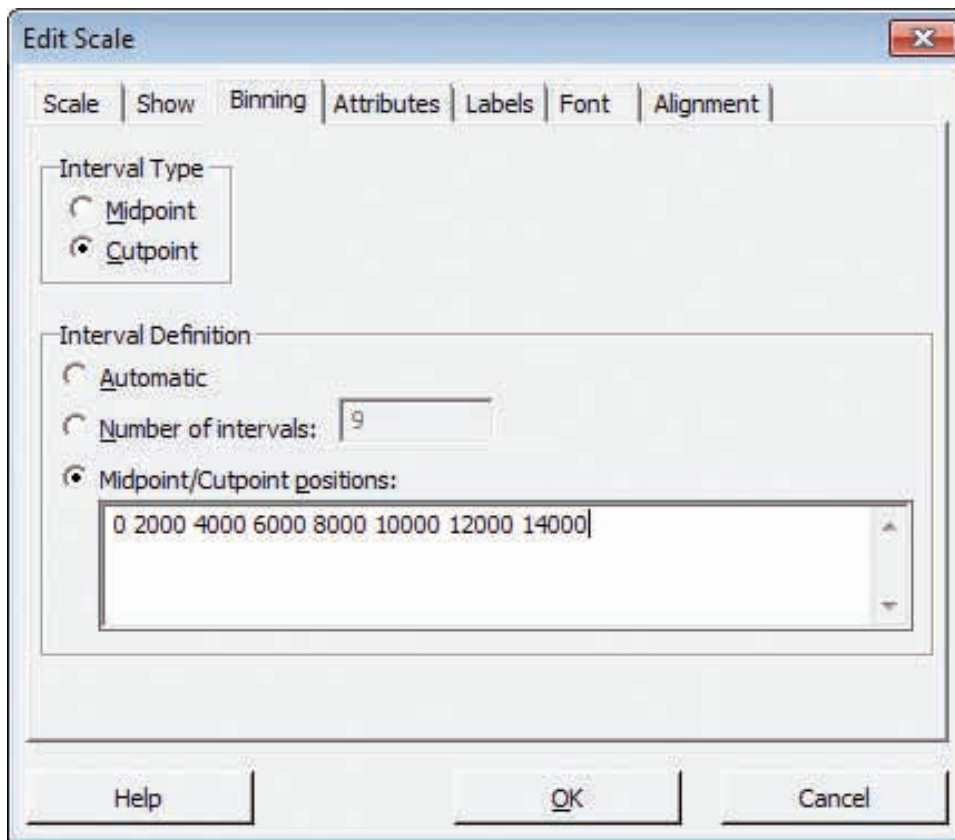 Edit Scale
Scale Show Binning Attributes Labels Font Alignment
Interval Type
Midpoint
Cutpoint
Interval Definition
Automatic
Number of intervals: 9
Midpoint/Cutpoint positions:
0 2000 4000 6000 8000 10000 12000 14000
Help OK Cancel